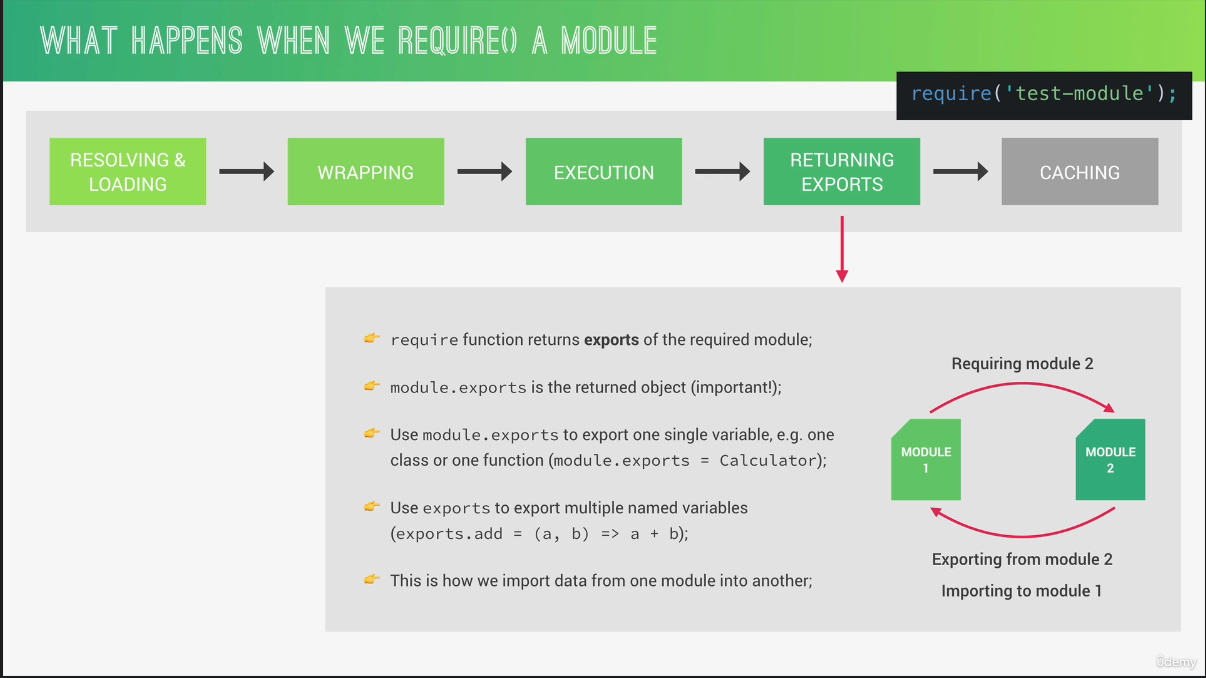 WHAT HAPPENS WHEN WE REQUIRE() A MODULE
require('test-module');
RESOLVING &
LOADING
WRAPPING
EXECUTION
RETURNING
EXPORTS
CACHING
require function returns exports of the required module;
module.exports is the returned object (important!);
Use module.exports to export one single variable, e.g. one
class or one function (module.exports = Calculator);
Use exports to export multiple named variables
(exports.add = (a, b) => a + b);
This is how we import data from one module into another;
Requiring module 2
MODULE
1
MODULE
2
Exporting from module 2
Importing to module 1
ûdemy